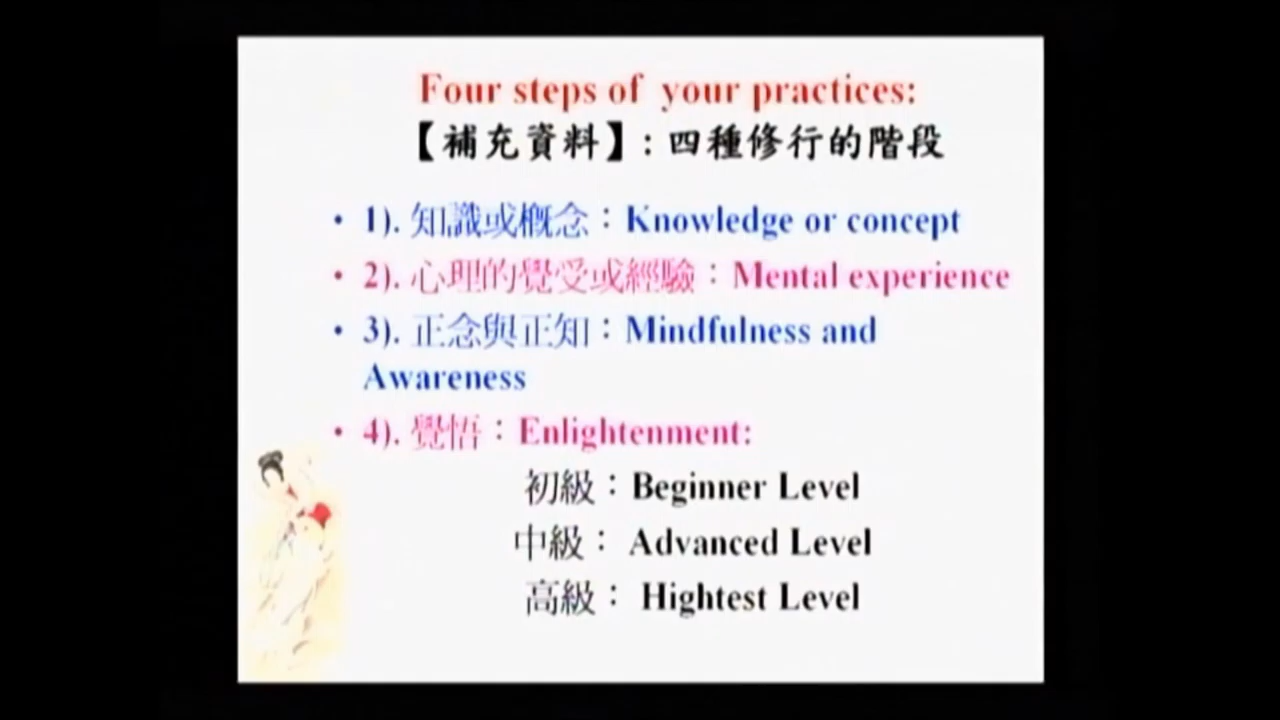 Four steps of your practices:
【補充資料】: 四種修行的階段
• 1). 知識或概念：Knowledge or concept
• 2). 心理的覺受或經驗：Mental experience
• 3). 正念與正知：Mindfulness and
Awareness
• 4). 覺悟：Enlightenment:
初級：Beginner Level
中級： Advanced Level
高級： Hightest Level